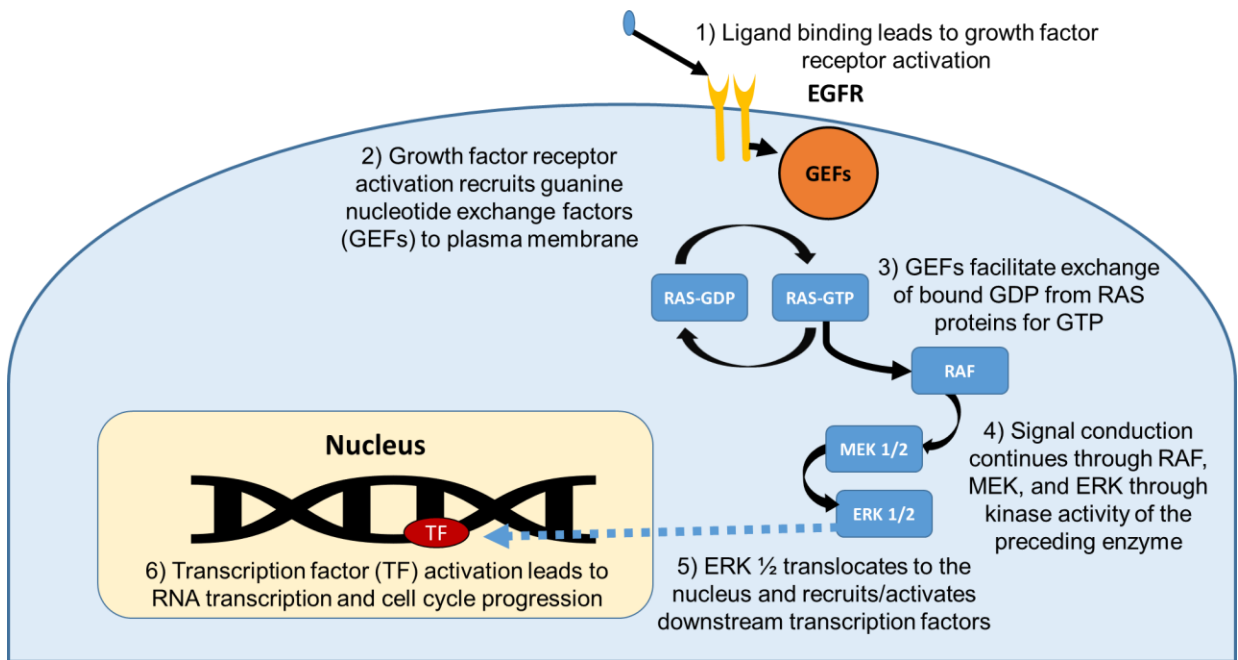 1) Ligand binding leads to growth factor
receptor activation
EGFR
GEFs
2) Growth factor receptor
activation recruits guanine
nucleotide exchange factors
(GEFs) to plasma membrane
RAS-GDP
RAS-GTP
3) GEFs facilitate exchange
of bound GDP from RAS
proteins for GTP
RAF
MEK 1/2
ERK 1/2
4) Signal conduction
continues through RAF,
MEK, and ERK through
kinase activity of the
preceding enzyme
5) ERK ½ translocates to the
nucleus and recruits/activates
downstream transcription factors
Nucleus
TF
6) Transcription factor (TF) activation leads to
RNA transcription and cell cycle progression